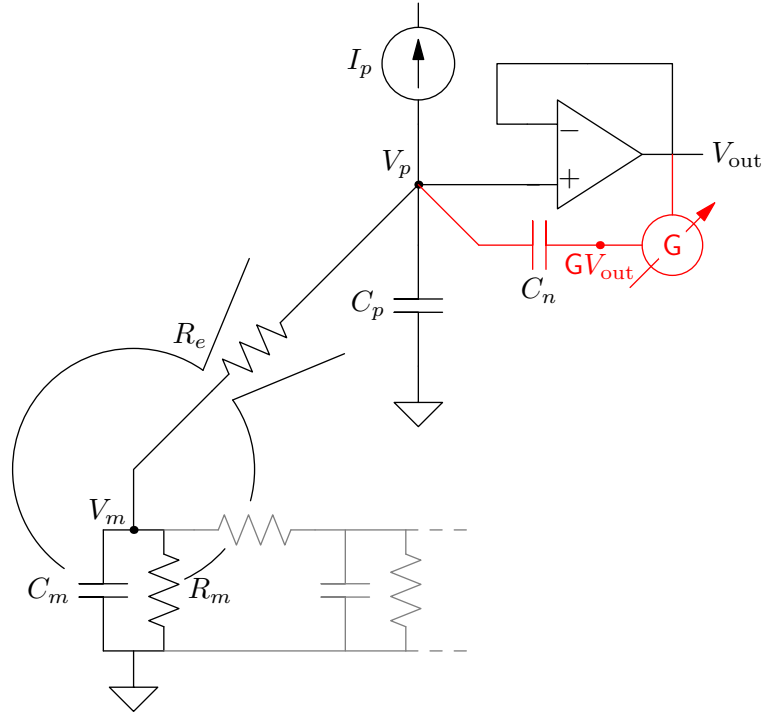 I_p
V_p
−
+
V_out
G
GV_out
C_n
C_p
R_e
V_m
C_m
R_m